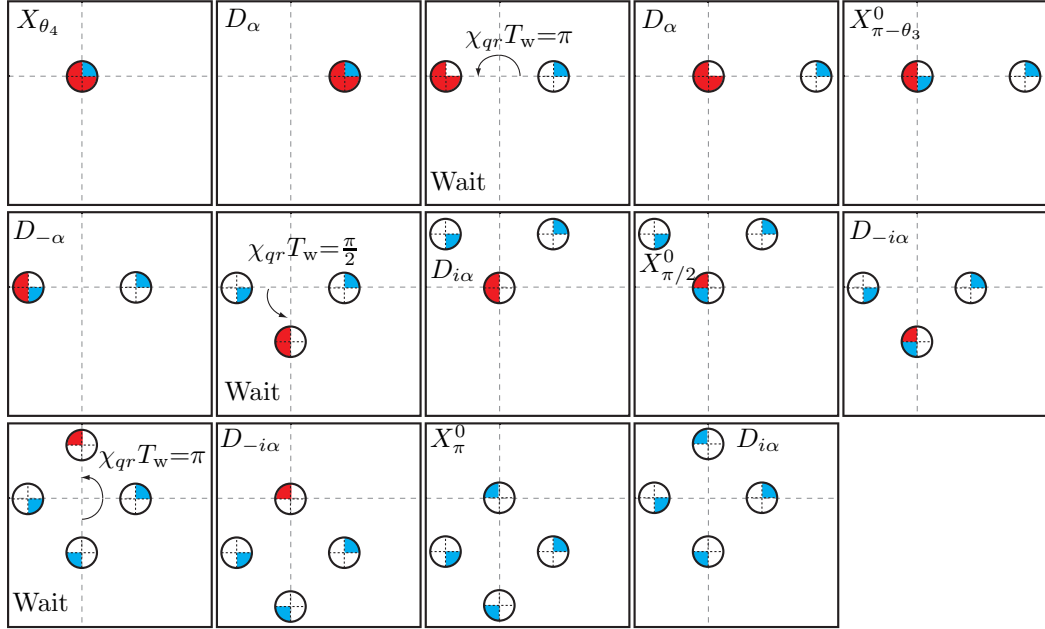 X_{θ_4}
D_α
χ_{qr}T_w=π
Wait
D_α
X^0_{π−θ_3}
D_{−α}
χ_{qr}T_w=π/2
Wait
D_{iα}
X^0_{π/2}
D_{−iα}
χ_{qr}T_w=π
Wait
D_{−iα}
X^0_π
D_{iα}